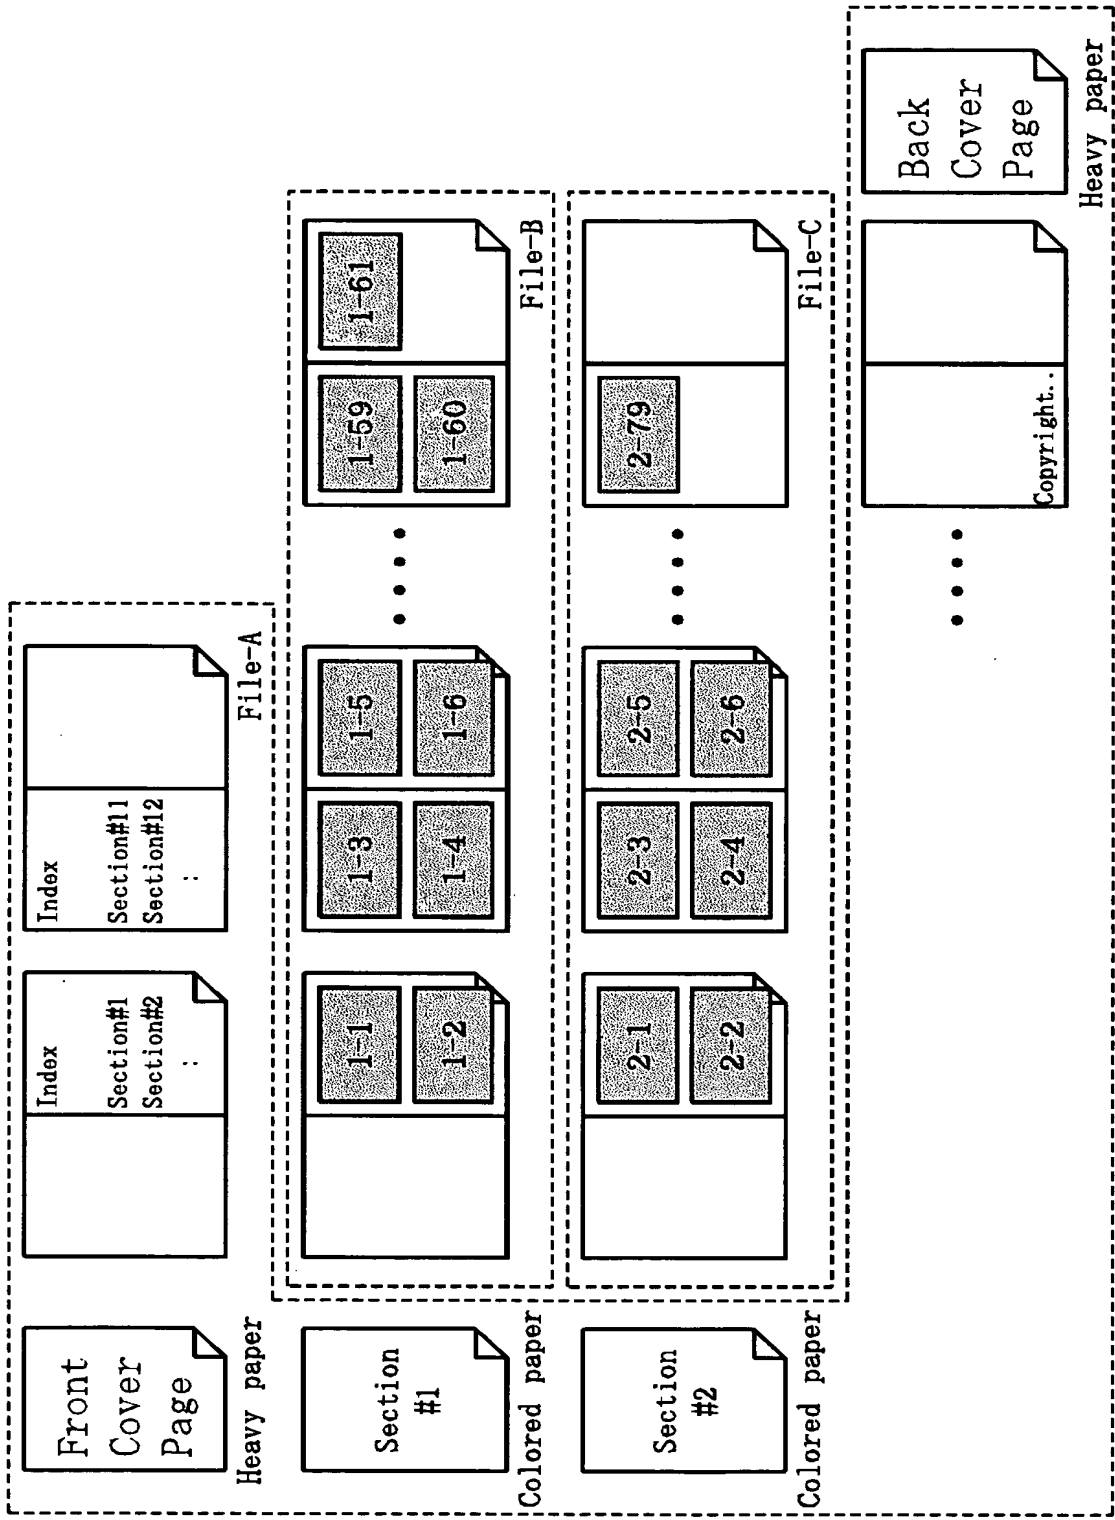 Front
Cover
Page
Heavy paper
Index
Section#1
Section#2
:
Index
Section#11
Section#12
:
File-A
Section
#1
Colored paper
1-1
1-2
1-3
1-4
1-5
1-6
1-59
1-60
1-61
File-B
Section
#2
Colored paper
2-1
2-2
2-3
2-4
2-5
2-6
2-79
File-C
Copyright..
Back
Cover
Page
Heavy paper